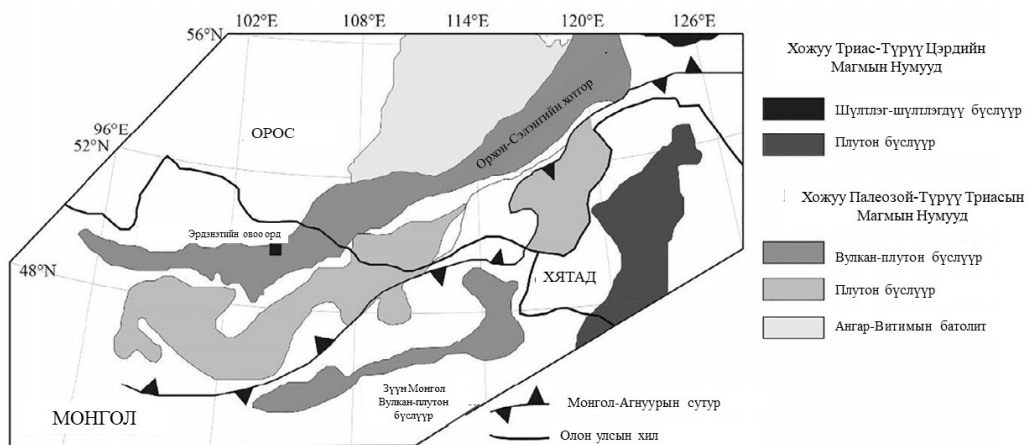 102°E
108°E
114°E
120°E
126°E
56°N
96°E
52°N
48°N
ОРОС
Орхон-Сэлэнгийн хотгор
Эрдэнэтийн овоо орд
ХЯТАД
Зүүн Монгол
Вулкан-плутон
бүслүүр
МОНГОЛ
Хожуу Триас-Түрүү Цэрдийн
Магмын Нумууд
Шүлтлэг-шүлтлэгдүү бүслүүр
Плутон бүслүүр
Хожуу Палеозой-Түрүү Триасын
Магмын Нумууд
Вулкан-плутон бүслүүр
Плутон бүслүүр
Ангар-Витимын батолит
Монгол-Агнуурын сутур
Олон улсын хил